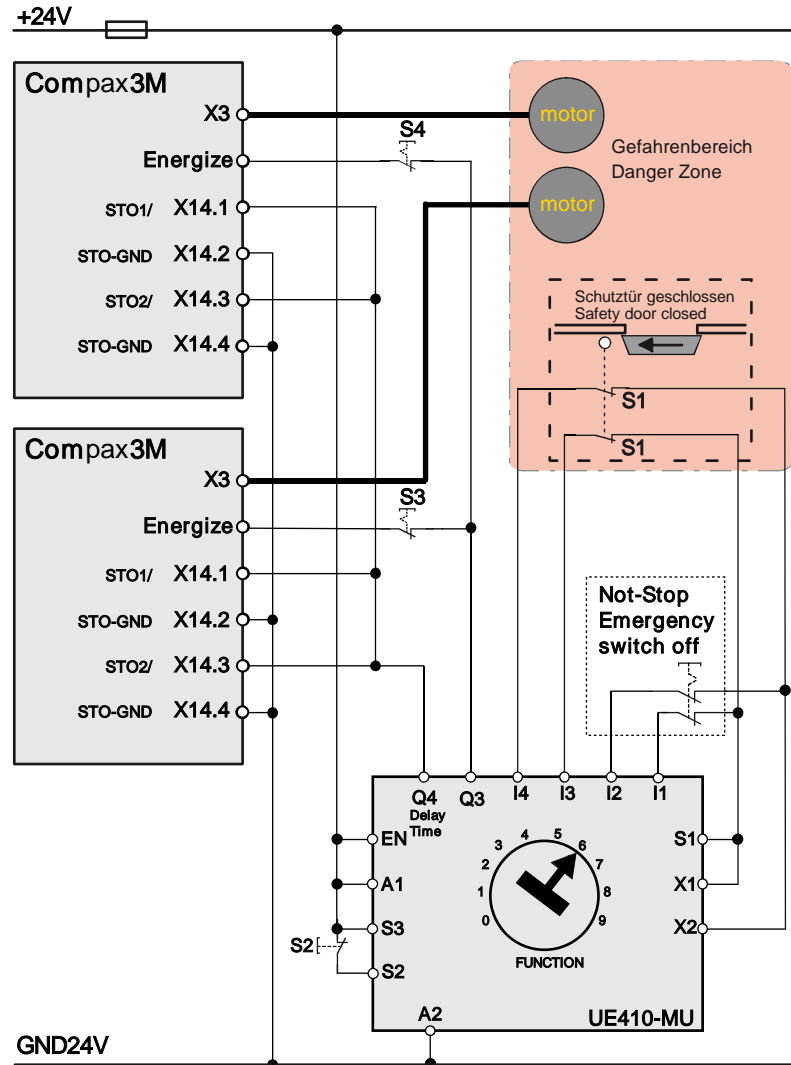 +24V
Compax3M
X3
Energize
STO1/ X14.1
STO-GND X14.2
STO2/ X14.3
STO-GND X14.4
S4
motor
motor
Gefahrenbereich
Danger Zone
Schutztür geschlossen
Safety door closed
S1
S1
Compax3M
X3
Energize
STO1/ X14.1
STO-GND X14.2
STO2/ X14.3
STO-GND X14.4
S3
Not-Stop
Emergency
switch off
Q4 Q3 I4 I3 I2 I1
Delay
Time
EN
A1
S3
S2
S2
0 1 2 3 4 5 6 7 8 9
FUNCTION
S1
X1
X2
A2
UE410-MU
GND24V